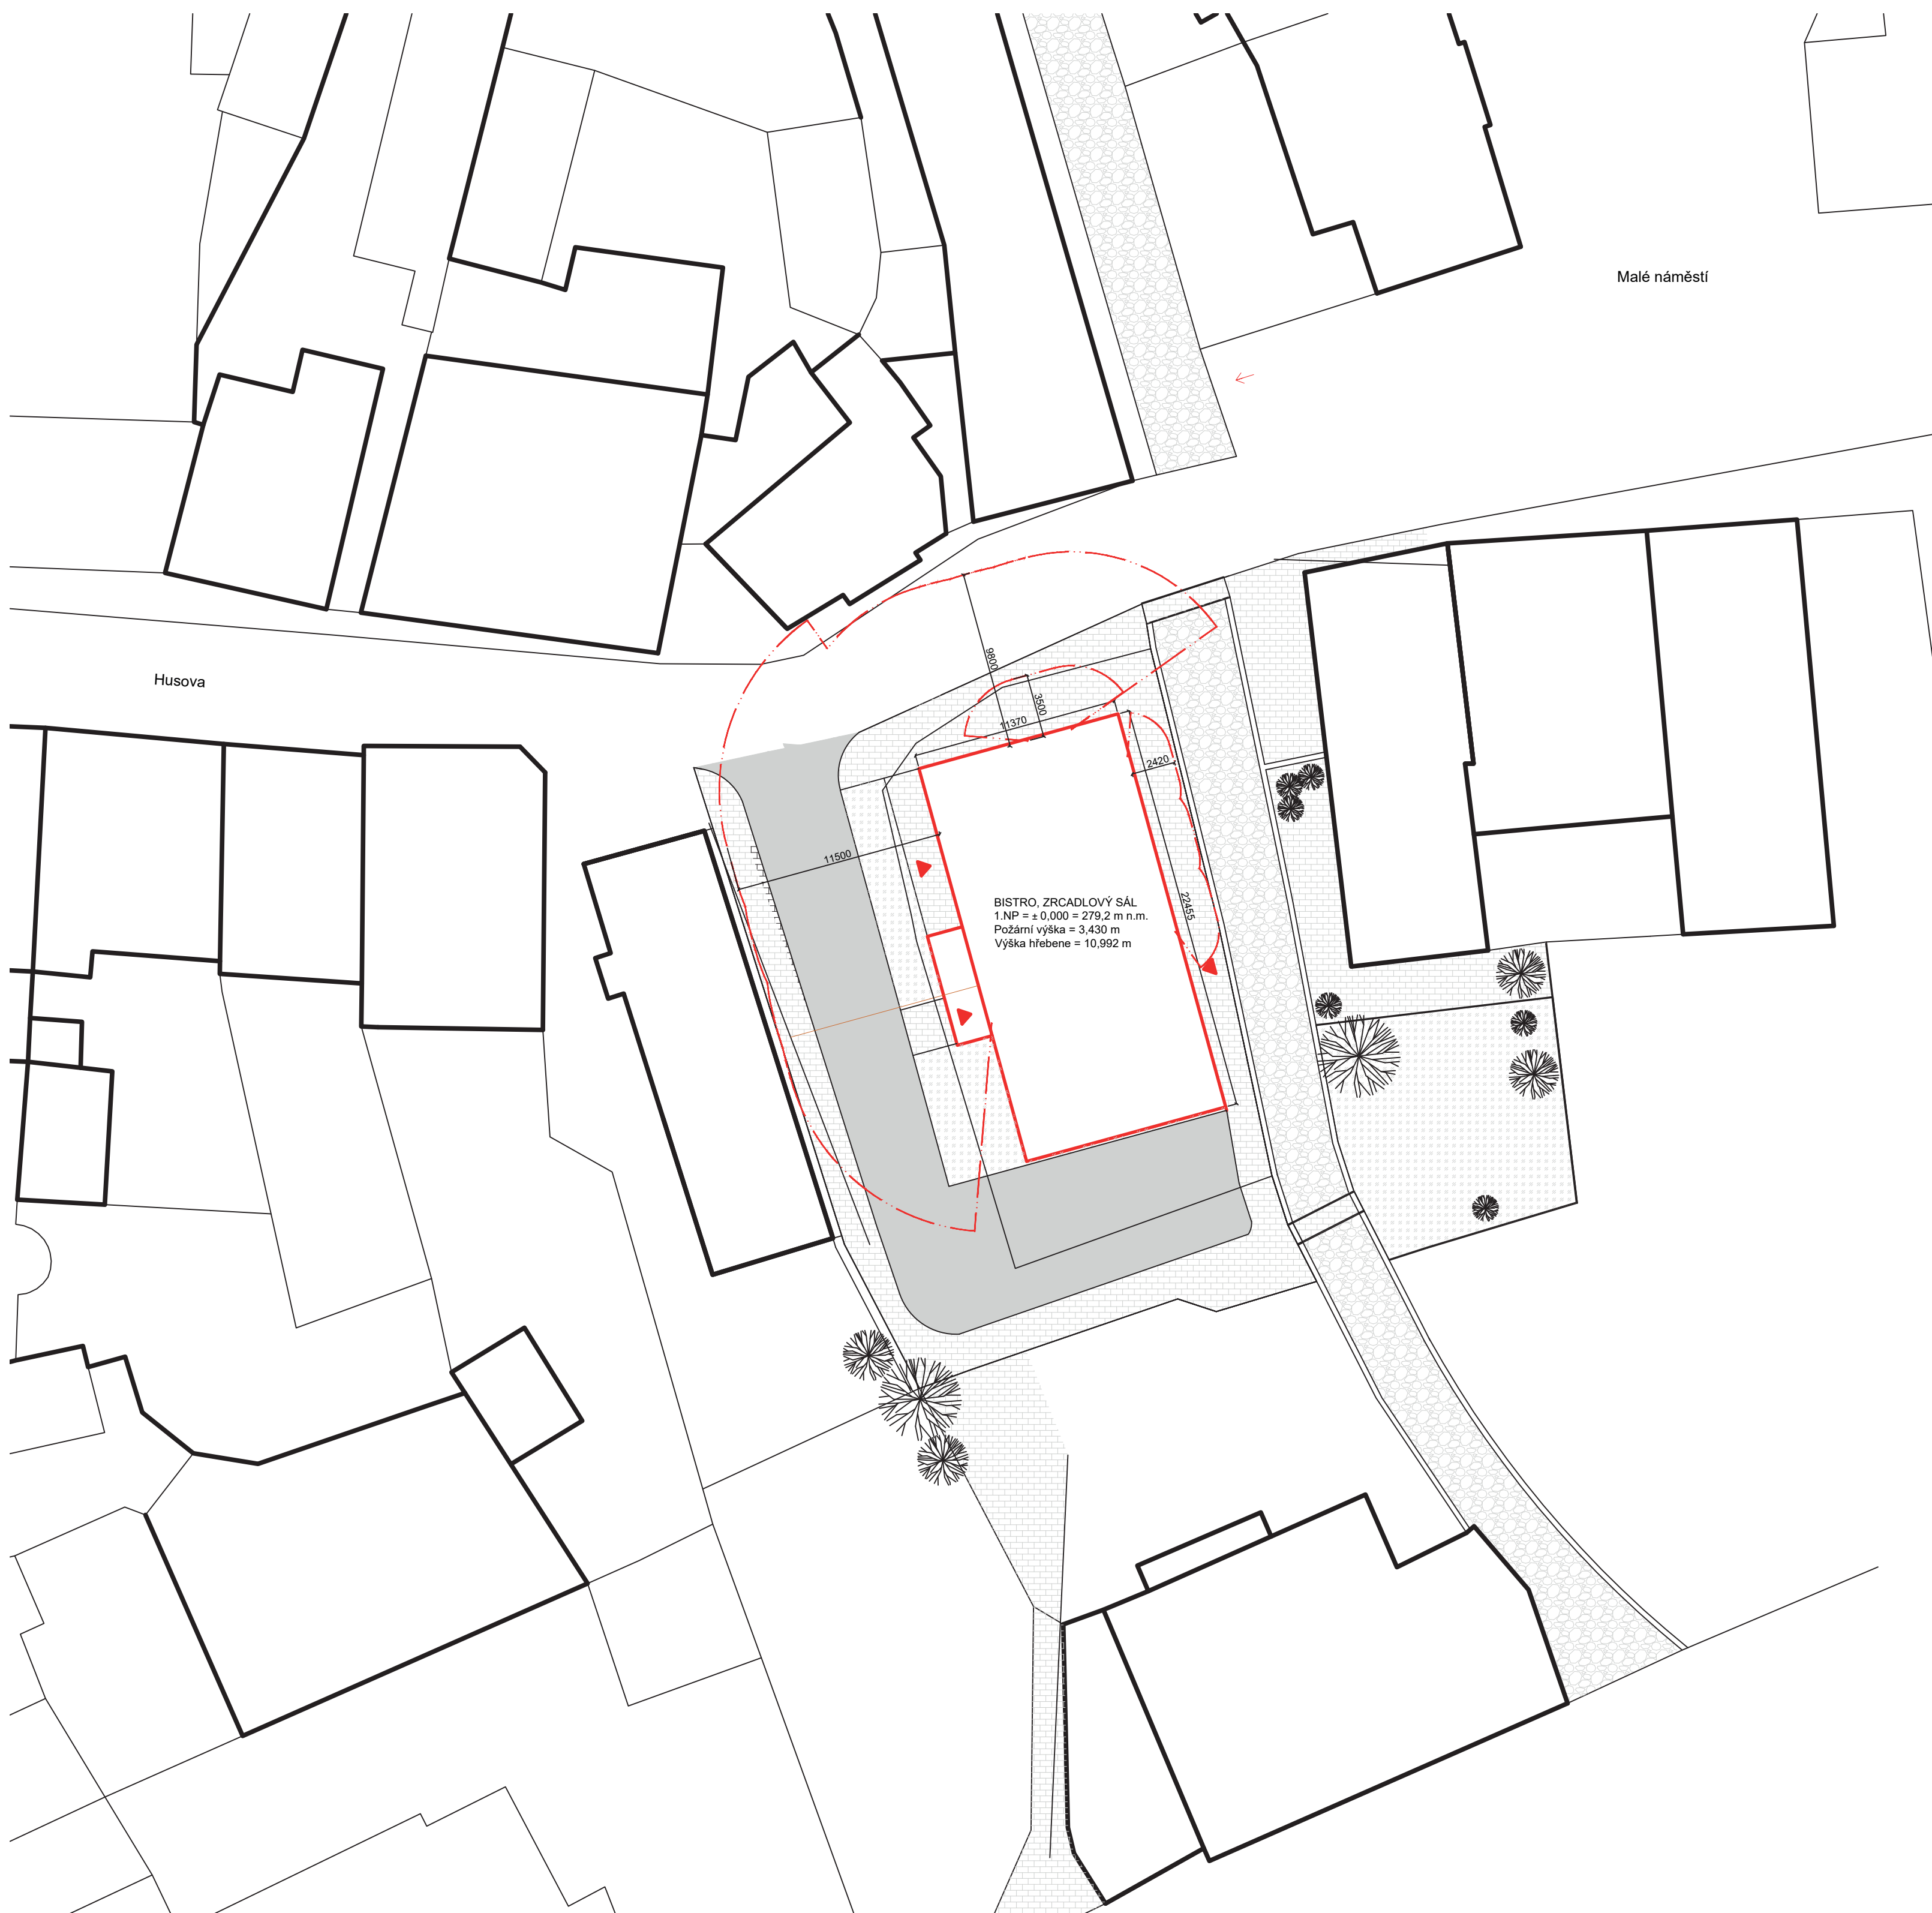 Malé náměstí
Husova
9800
3500
11370
2420
11500
22455
BISTRO, ZRCADLOVÝ SÁL
1.NP = ± 0,000 = 279,2 m n.m.
Požární výška = 3,430 m
Výška hřebene = 10,992 m